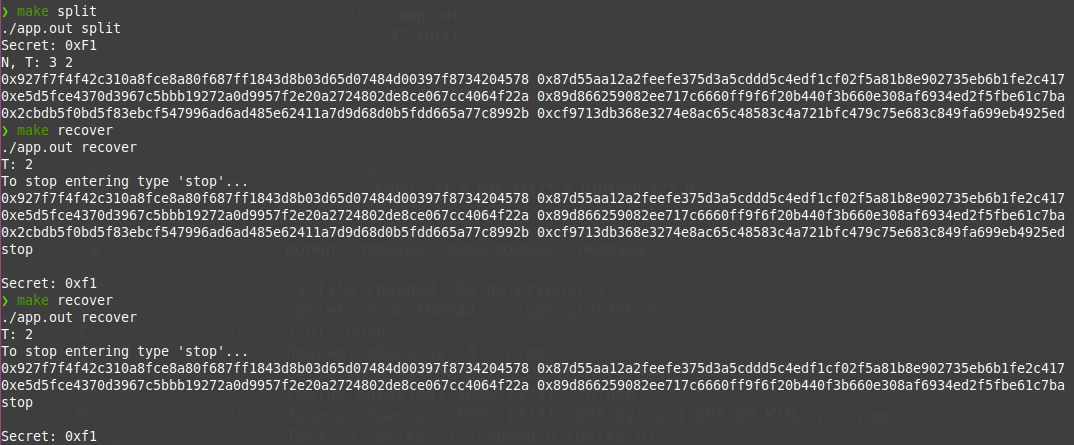 ❯ make split
./app.out split
Secret: 0xF1
N, T: 3 2
0x927f7f4f42c310a8fce8a80f687ff1843d8b03d65d07484d00397f8734204578 0x87d55aa12a2feefe375d3a5cddd5c4edf1cf02f5a81b8e902735eb6b1fe2c417
0xe5d5fce4370d3967c5bbb19272a0d9957f2e20a2724802de8ce067cc4064f22a 0x89d866259082ee717c6660ff9f6f20b440f3b660e308af6934ed2f5fbe61c7ba
0x2cbdb5f0bd5f83ebcf547996ad6ad485e62411a7d9d68d0b5fdd665a77c8992b 0xcf9713db368e3274e8ac65c48583c4a721bfc479c75e683c849fa699eb4925ed
❯ make recover
./app.out recover
T: 2
To stop entering type 'stop'...
0x927f7f4f42c310a8fce8a80f687ff1843d8b03d65d07484d00397f8734204578 0x87d55aa12a2feefe375d3a5cddd5c4edf1cf02f5a81b8e902735eb6b1fe2c417
0xe5d5fce4370d3967c5bbb19272a0d9957f2e20a2724802de8ce067cc4064f22a 0x89d866259082ee717c6660ff9f6f20b440f3b660e308af6934ed2f5fbe61c7ba
0x2cbdb5f0bd5f83ebcf547996ad6ad485e62411a7d9d68d0b5fdd665a77c8992b 0xcf9713db368e3274e8ac65c48583c4a721bfc479c75e683c849fa699eb4925ed
stop
Secret: 0xf1
❯ make recover
./app.out recover
T: 2
To stop entering type 'stop'...
0x927f7f4f42c310a8fce8a80f687ff1843d8b03d65d07484d00397f8734204578 0x87d55aa12a2feefe375d3a5cddd5c4edf1cf02f5a81b8e902735eb6b1fe2c417
0xe5d5fce4370d3967c5bbb19272a0d9957f2e20a2724802de8ce067cc4064f22a 0x89d866259082ee717c6660ff9f6f20b440f3b660e308af6934ed2f5fbe61c7ba
stop
Secret: 0xf1